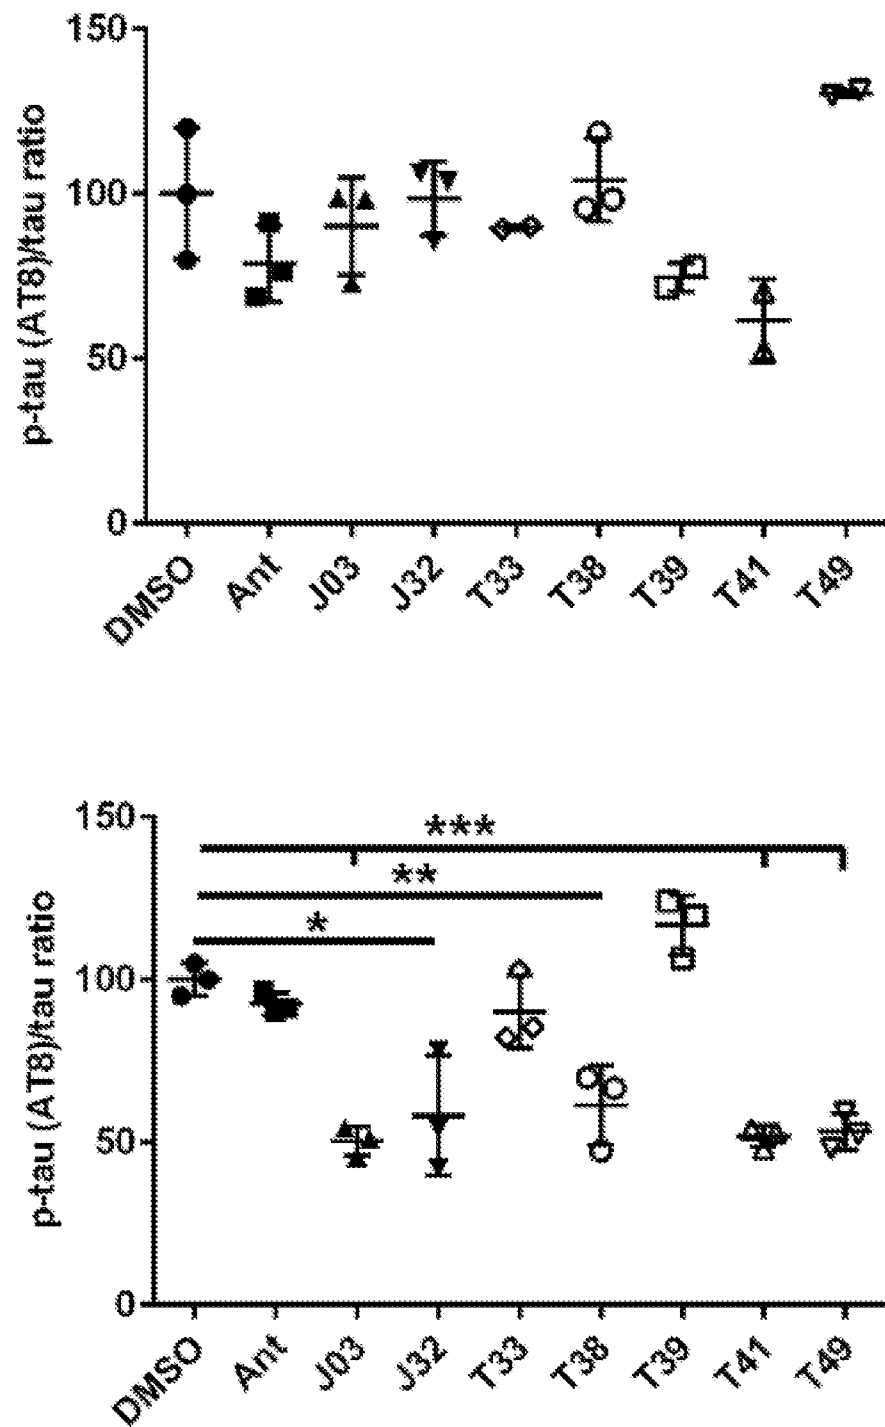 150
100
50
0
p-tau (AT8)/tau ratio
DMSO Ant J03 J32 T33 T38 T39 T41 T49
150
100
50
0
p-tau (AT8)/tau ratio
***
**
*
DMSO Ant J03 J32 T33 T38 T39 T41 T49